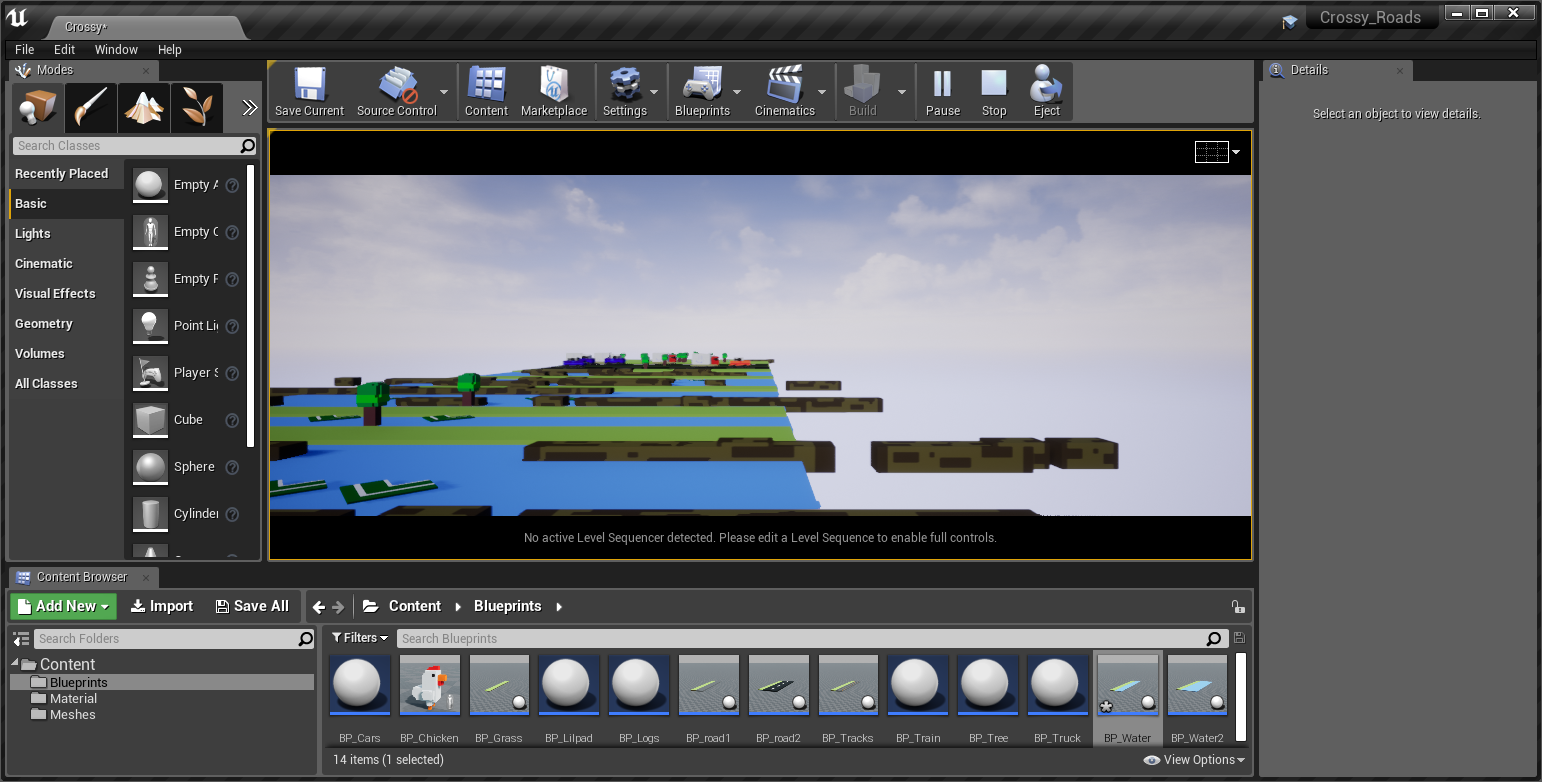 Crossy*
Crossy_Roads
File Edit Window Help
Modes
Search Classes
Recently Placed
Basic
Lights
Cinematic
Visual Effects
Geometry
Volumes
All Classes
Empty A
Empty C
Empty P
Point Li
Player S
Cube
Sphere
Cylinder
Save Current
Source Control
Content
Marketplace
Settings
Blueprints
Cinematics
Build
Pause
Stop
Eject
No active Level Sequencer detected. Please edit a Level Sequence to enable full controls.
Details
Select an object to view details.
Content Browser
Add New
Import
Save All
Content
Blueprints
Search Folders
Content
Blueprints
Material
Meshes
Filters
Search Blueprints
BP_Cars
BP_Chicken
BP_Grass
BP_Lilpad
BP_Logs
BP_road1
BP_road2
BP_Tracks
BP_Train
BP_Tree
BP_Truck
BP_Water
BP_Water2
14 items (1 selected)
View Options